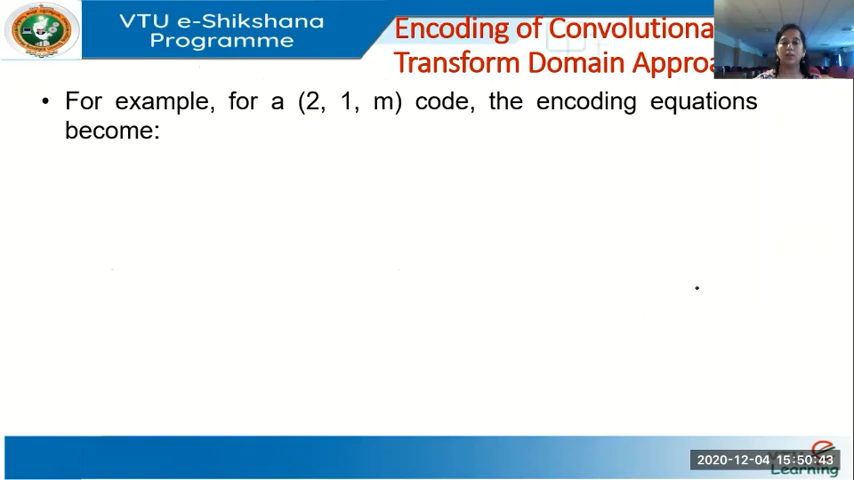 VTU e-Shikshana
Programme
Encoding of Convolutiona
Transform Domain Approa
• For example, for a (2, 1, m) code, the encoding equations
become:
2020-12-04 15:50:43
Learning